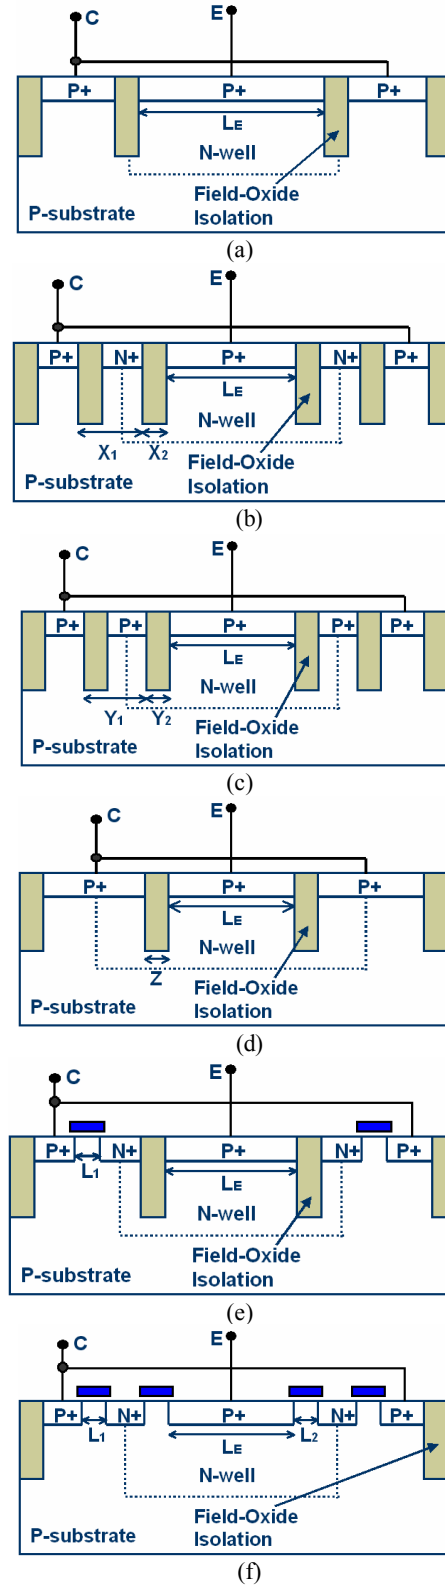 C E
P+ P+ P+
LE
N-well
Field-Oxide
Isolation
P-substrate
(a)
C E
P+ N+ P+ N+ P+
LE
N-well
X1 X2
Field-Oxide
Isolation
P-substrate
(b)
C E
P+ P+ P+ P+ P+
LE
N-well
Y1 Y2
Field-Oxide
Isolation
P-substrate
(c)
C E
P+ P+ P+
LE
N-well
Z
Field-Oxide
Isolation
P-substrate
(d)
C E
P+ N+ P+ N+ P+
L1 LE
N-well
Field-Oxide
Isolation
P-substrate
(e)
C E
P+ N+ P+ N+ P+
L1 LE L2
N-well
Field-Oxide
Isolation
P-substrate
(f)